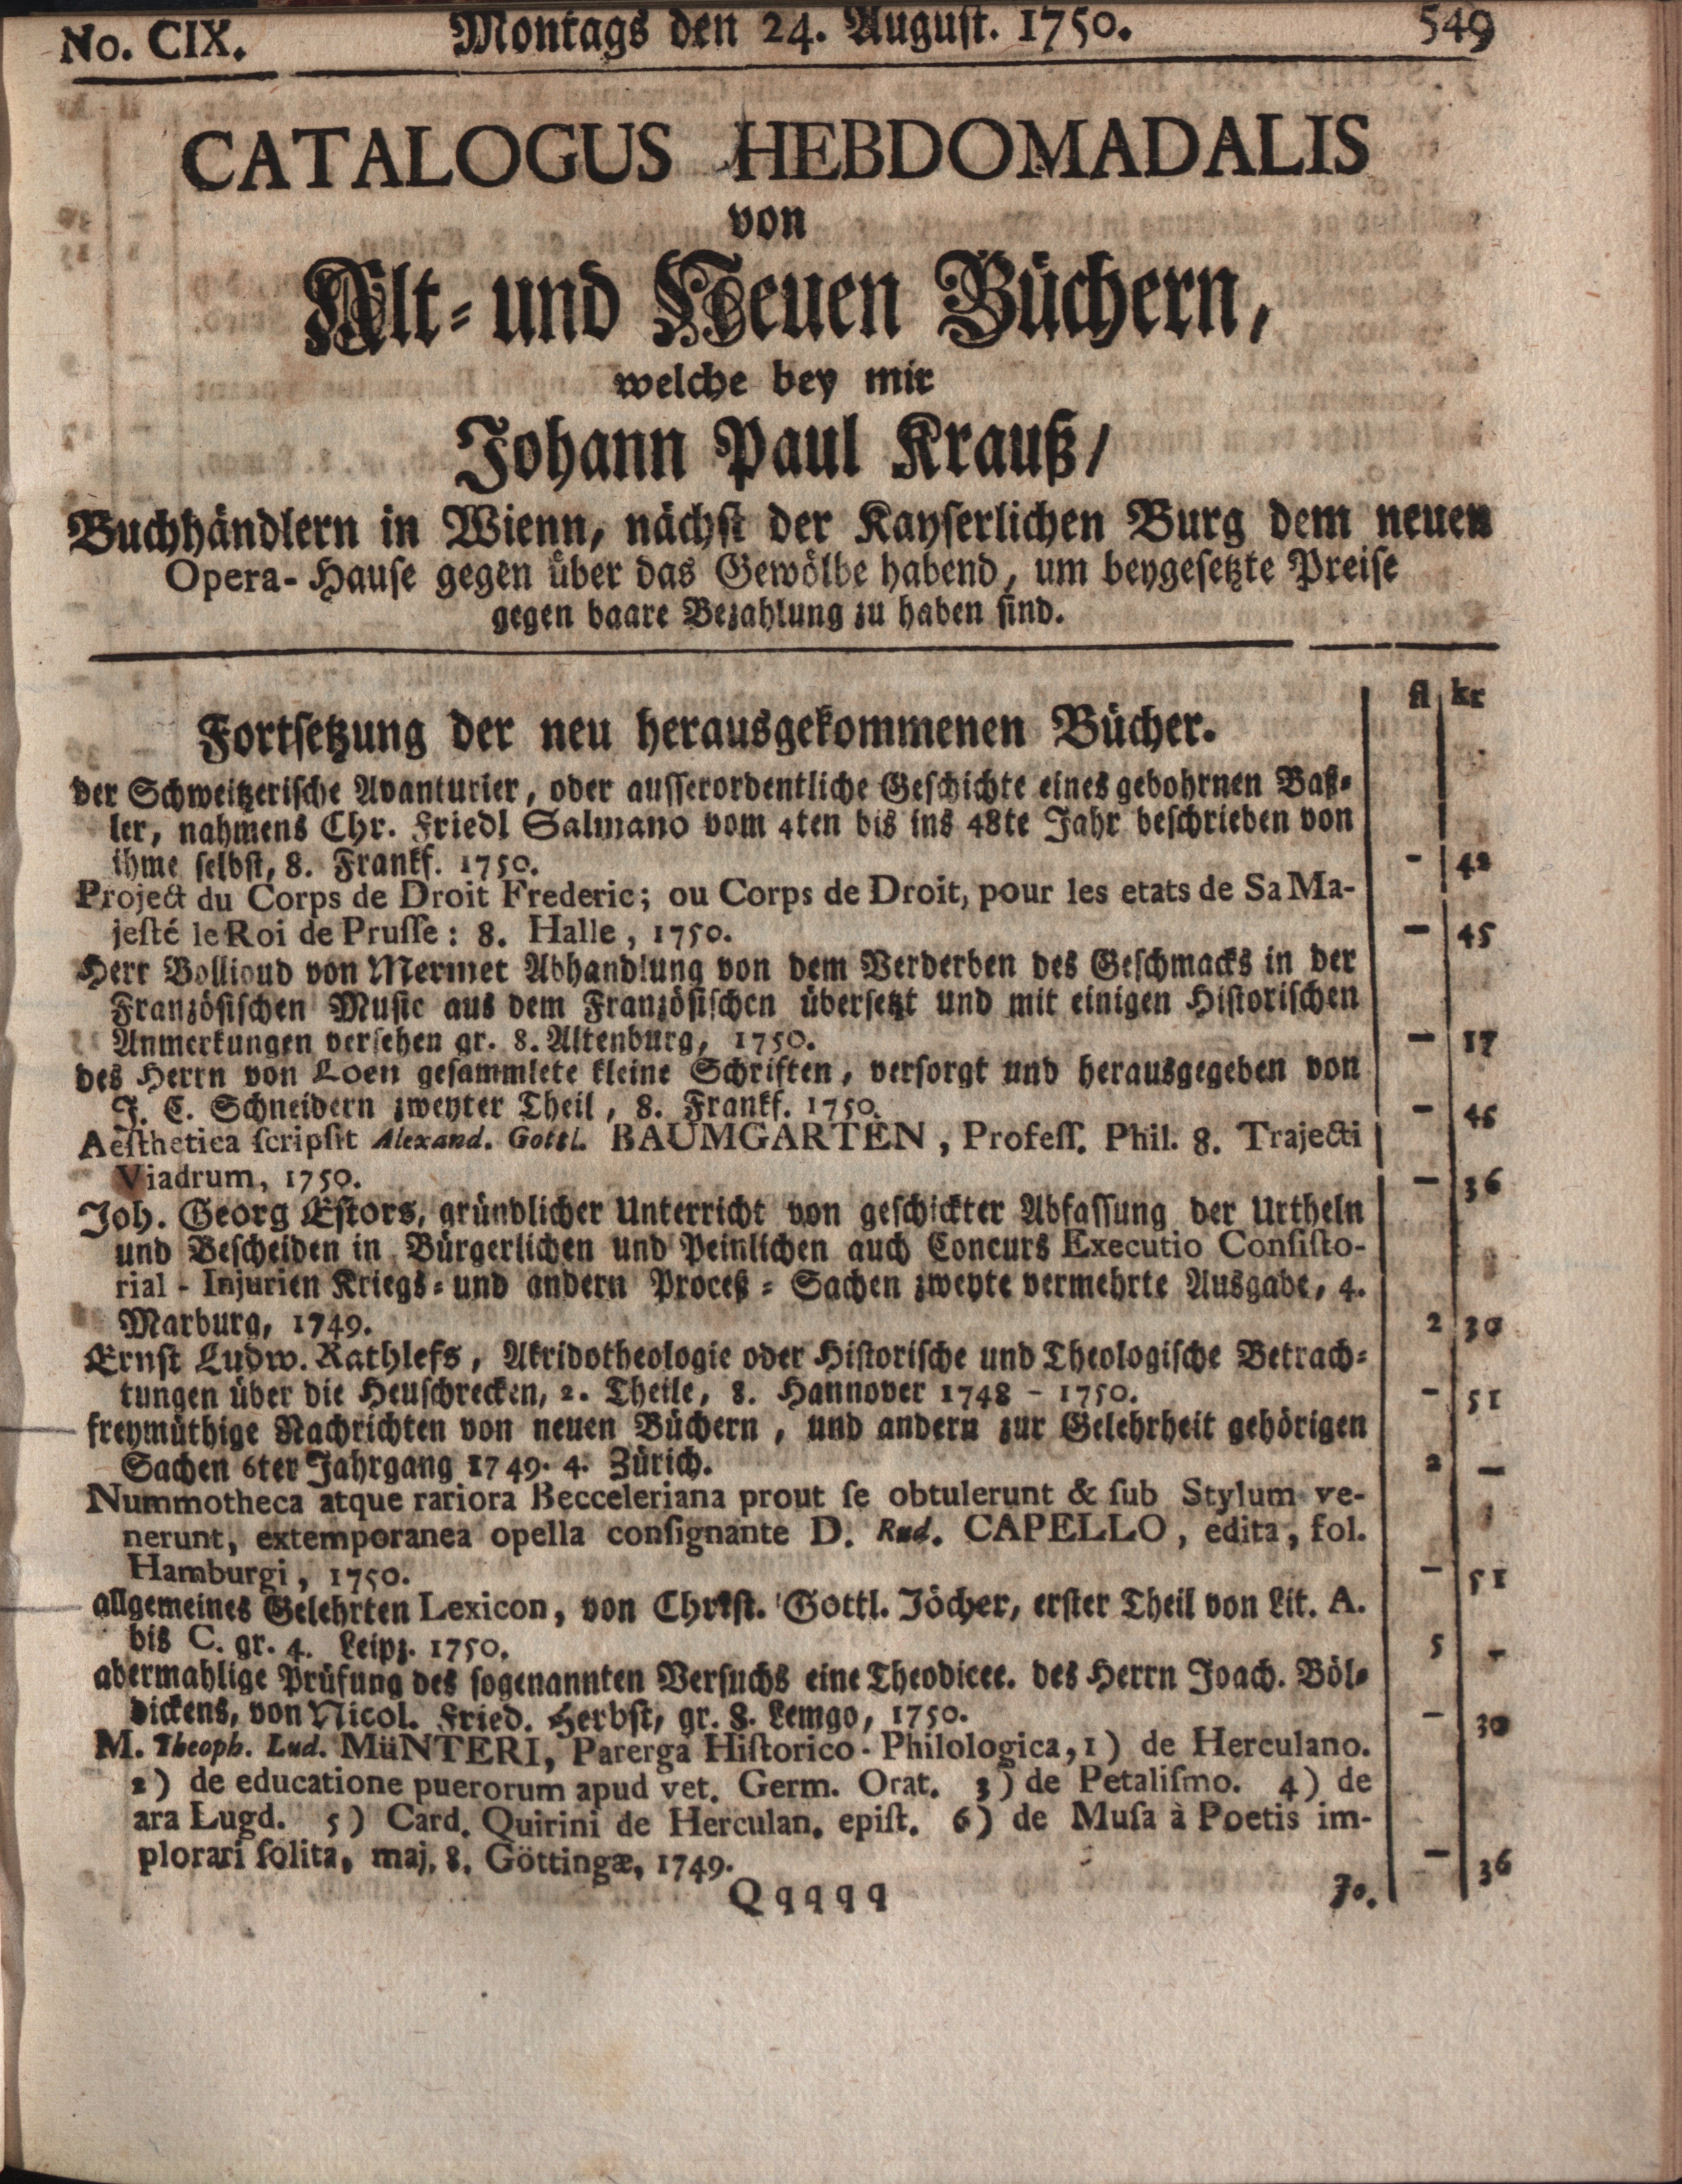 No. CIX. Montags den 24. August. 1750. 549
CATALOGUS HEBDOMADALIS
von
Alt- und Neuen Büchern,
welche bey mir
Johann Paul Krauß/
Buchhändlern in Wienn, nächst der Kayserlichen Burg dem neuen
Opera-Hause gegen über das Gewölbe habend, um beygesetzte Preise
gegen baare Bezahlung zu haben sind.
fl kr
Fortsetzung der neu herausgekommenen Bücher.
der Schweitzerische Avanturier, oder ausserordentliche Geschichte eines gebohrnen Baß-
ler, nahmens Chr. Friedl Salmano vom 4ten bis ins 48te Jahr beschrieben von
ihme selbst, 8. Frankf. 1750. - 42
Project du Corps de Droit Frederic; ou Corps de Droit, pour les etats de Sa Ma-
jesté le Roi de Prusse: 8. Halle, 1750. - 45
Herr Bollioud von Mermet Abhandlung von dem Verderben des Geschmacks in der
Französischen Music aus dem Französischen übersetzt und mit einigen Historischen
Anmerkungen versehen gr. 8. Altenburg, 1750. - 17
des Herrn von Loen gesammlete kleine Schriften, versorgt und herausgegeben von
J. C. Schneidern zweyter Theil, 8. Frankf. 1750. - 45
Aesthetica scripsit Alexand. Gottl. BAUMGARTEN, Profess. Phil. 8. Trajecti
Viadrum, 1750. - 36
Joh. Georg Estors, gründlicher Unterricht von geschickter Abfassung der Urtheln
und Bescheiden in Bürgerlichen und Peinlichen auch Concurs Executio Consisto-
rial - Injurien Kriegs- und andern Proceß-Sachen zweyte vermehrte Ausgabe, 4.
Marburg, 1749. 2 30
Ernst Ludw. Rathlefs, Akridotheologie oder Historische und Theologische Betrach-
tungen über die Heuschrecken, 2. Theile, 8. Hannover 1748 - 1750. - 51
freymüthige Nachrichten von neuen Büchern, und andern zur Gelehrheit gehörigen
Sachen 6ter Jahrgang 1749. 4. Zürich. 2 -
Nummotheca atque rariora Becceleriana prout se obtulerunt & sub Stylum ve-
nerunt, extemporanea opella consignante D. Rud. CAPELLO, edita, fol.
Hamburgi, 1750. - 51
allgemeines Gelehrten Lexicon, von Christ. Gottl. Jöcher, erster Theil von Lit. A.
bis C. gr. 4. Leipz. 1750. 5 -
abermahlige Prüfung des sogenannten Versuchs eine Theodicee. des Herrn Joach. Böl-
dickens, von Nicol. Fried. Herbst, gr. 8. Lemgo, 1750. - 30
M. Theoph. Lud. MüNTERI, Parerga Historico-Philologica, 1) de Herculano.
2) de educatione puerorum apud vet. Germ. Orat. 3) de Petalismo. 4) de
ara Lugd. 5) Card. Quirini de Herculan. epist. 6) de Musa à Poetis im-
plorari solita, maj. 8. Göttingæ, 1749. - 36
Qqqqq Jo.